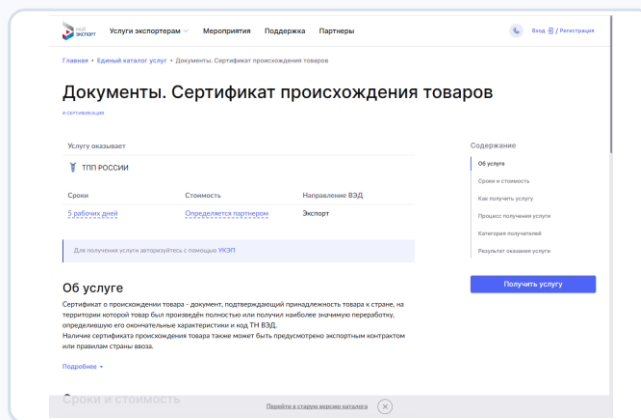 МОЙ ЭКСПОРТ
Услуги экспортерам
Мероприятия
Поддержка
Партнеры
Вход / Регистрация
Главная • Единый каталог услуг • Документы. Сертификат происхождения товаров
Документы. Сертификат происхождения товаров
и сертификация
Услугу оказывает
ТПП РОССИИ
Сроки
Стоимость
Направление ВЭД
5 рабочих дней
Определяется партнером
Экспорт
Для получения услуги авторизуйтесь с помощью УКЭП
Об услуге
Сертификат о происхождении товара - документ, подтверждающий принадлежность товара к стране, на
территории которой товар был произведён полностью или получил наиболее значимую переработку,
определившую его окончательные характеристики и код ТН ВЭД.
Наличие сертификата происхождения товара также может быть предусмотрено экспортным контрактом
или правилам страны ввоза.
Подробнее
Сроки и стоимость
Содержание
Об услуге
Сроки и стоимость
Как получить услугу
Процесс получения услуги
Категория получателей
Результат оказания услуги
Получить услугу
Перейти в старую версию каталога